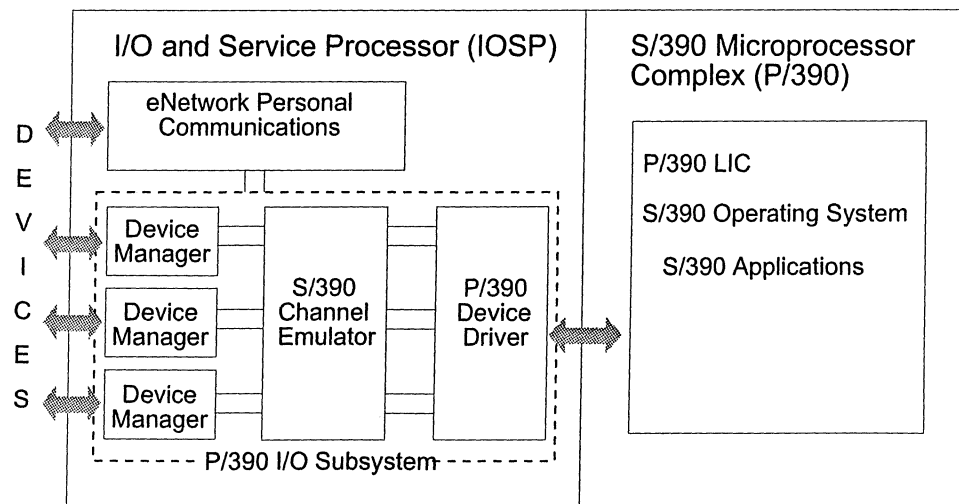 I/O and Service Processor (IOSP)
S/390 Microprocessor
Complex (P/390)
eNetwork Personal
Communications
DEVICES
Device
Manager
Device
Manager
Device
Manager
S/390
Channel
Emulator
P/390
Device
Driver
P/390 I/O Subsystem
P/390 LIC
S/390 Operating System
S/390 Applications